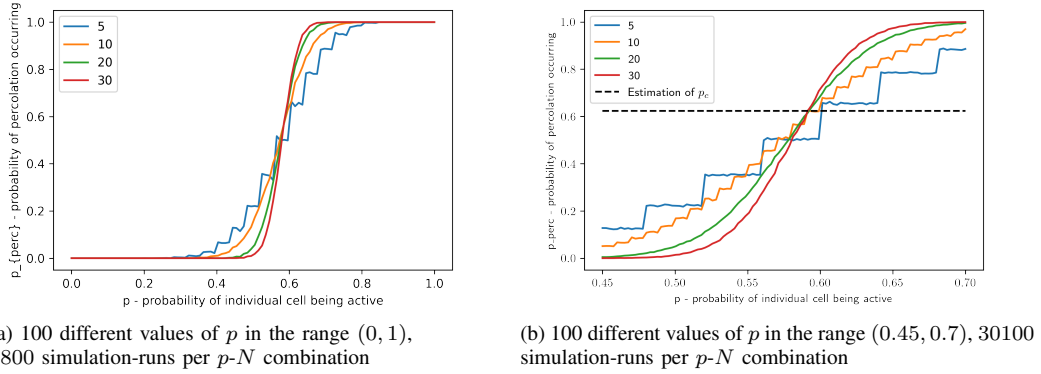 1.0
0.8
0.6
0.4
0.2
0.0
p_{perc} - probability of percolation occurring
5
10
20
30
0.0 0.2 0.4 0.6 0.8 1.0
p - probability of individual cell being active
1.0
0.8
0.6
0.4
0.2
0.0
p_perc - probability of percolation occurring
5
10
20
30
Estimation of p_c
0.45 0.50 0.55 0.60 0.65 0.70
p - probability of individual cell being active
a) 100 different values of p in the range (0, 1),
800 simulation-runs per p-N combination
(b) 100 different values of p in the range (0.45, 0.7), 30100
simulation-runs per p-N combination